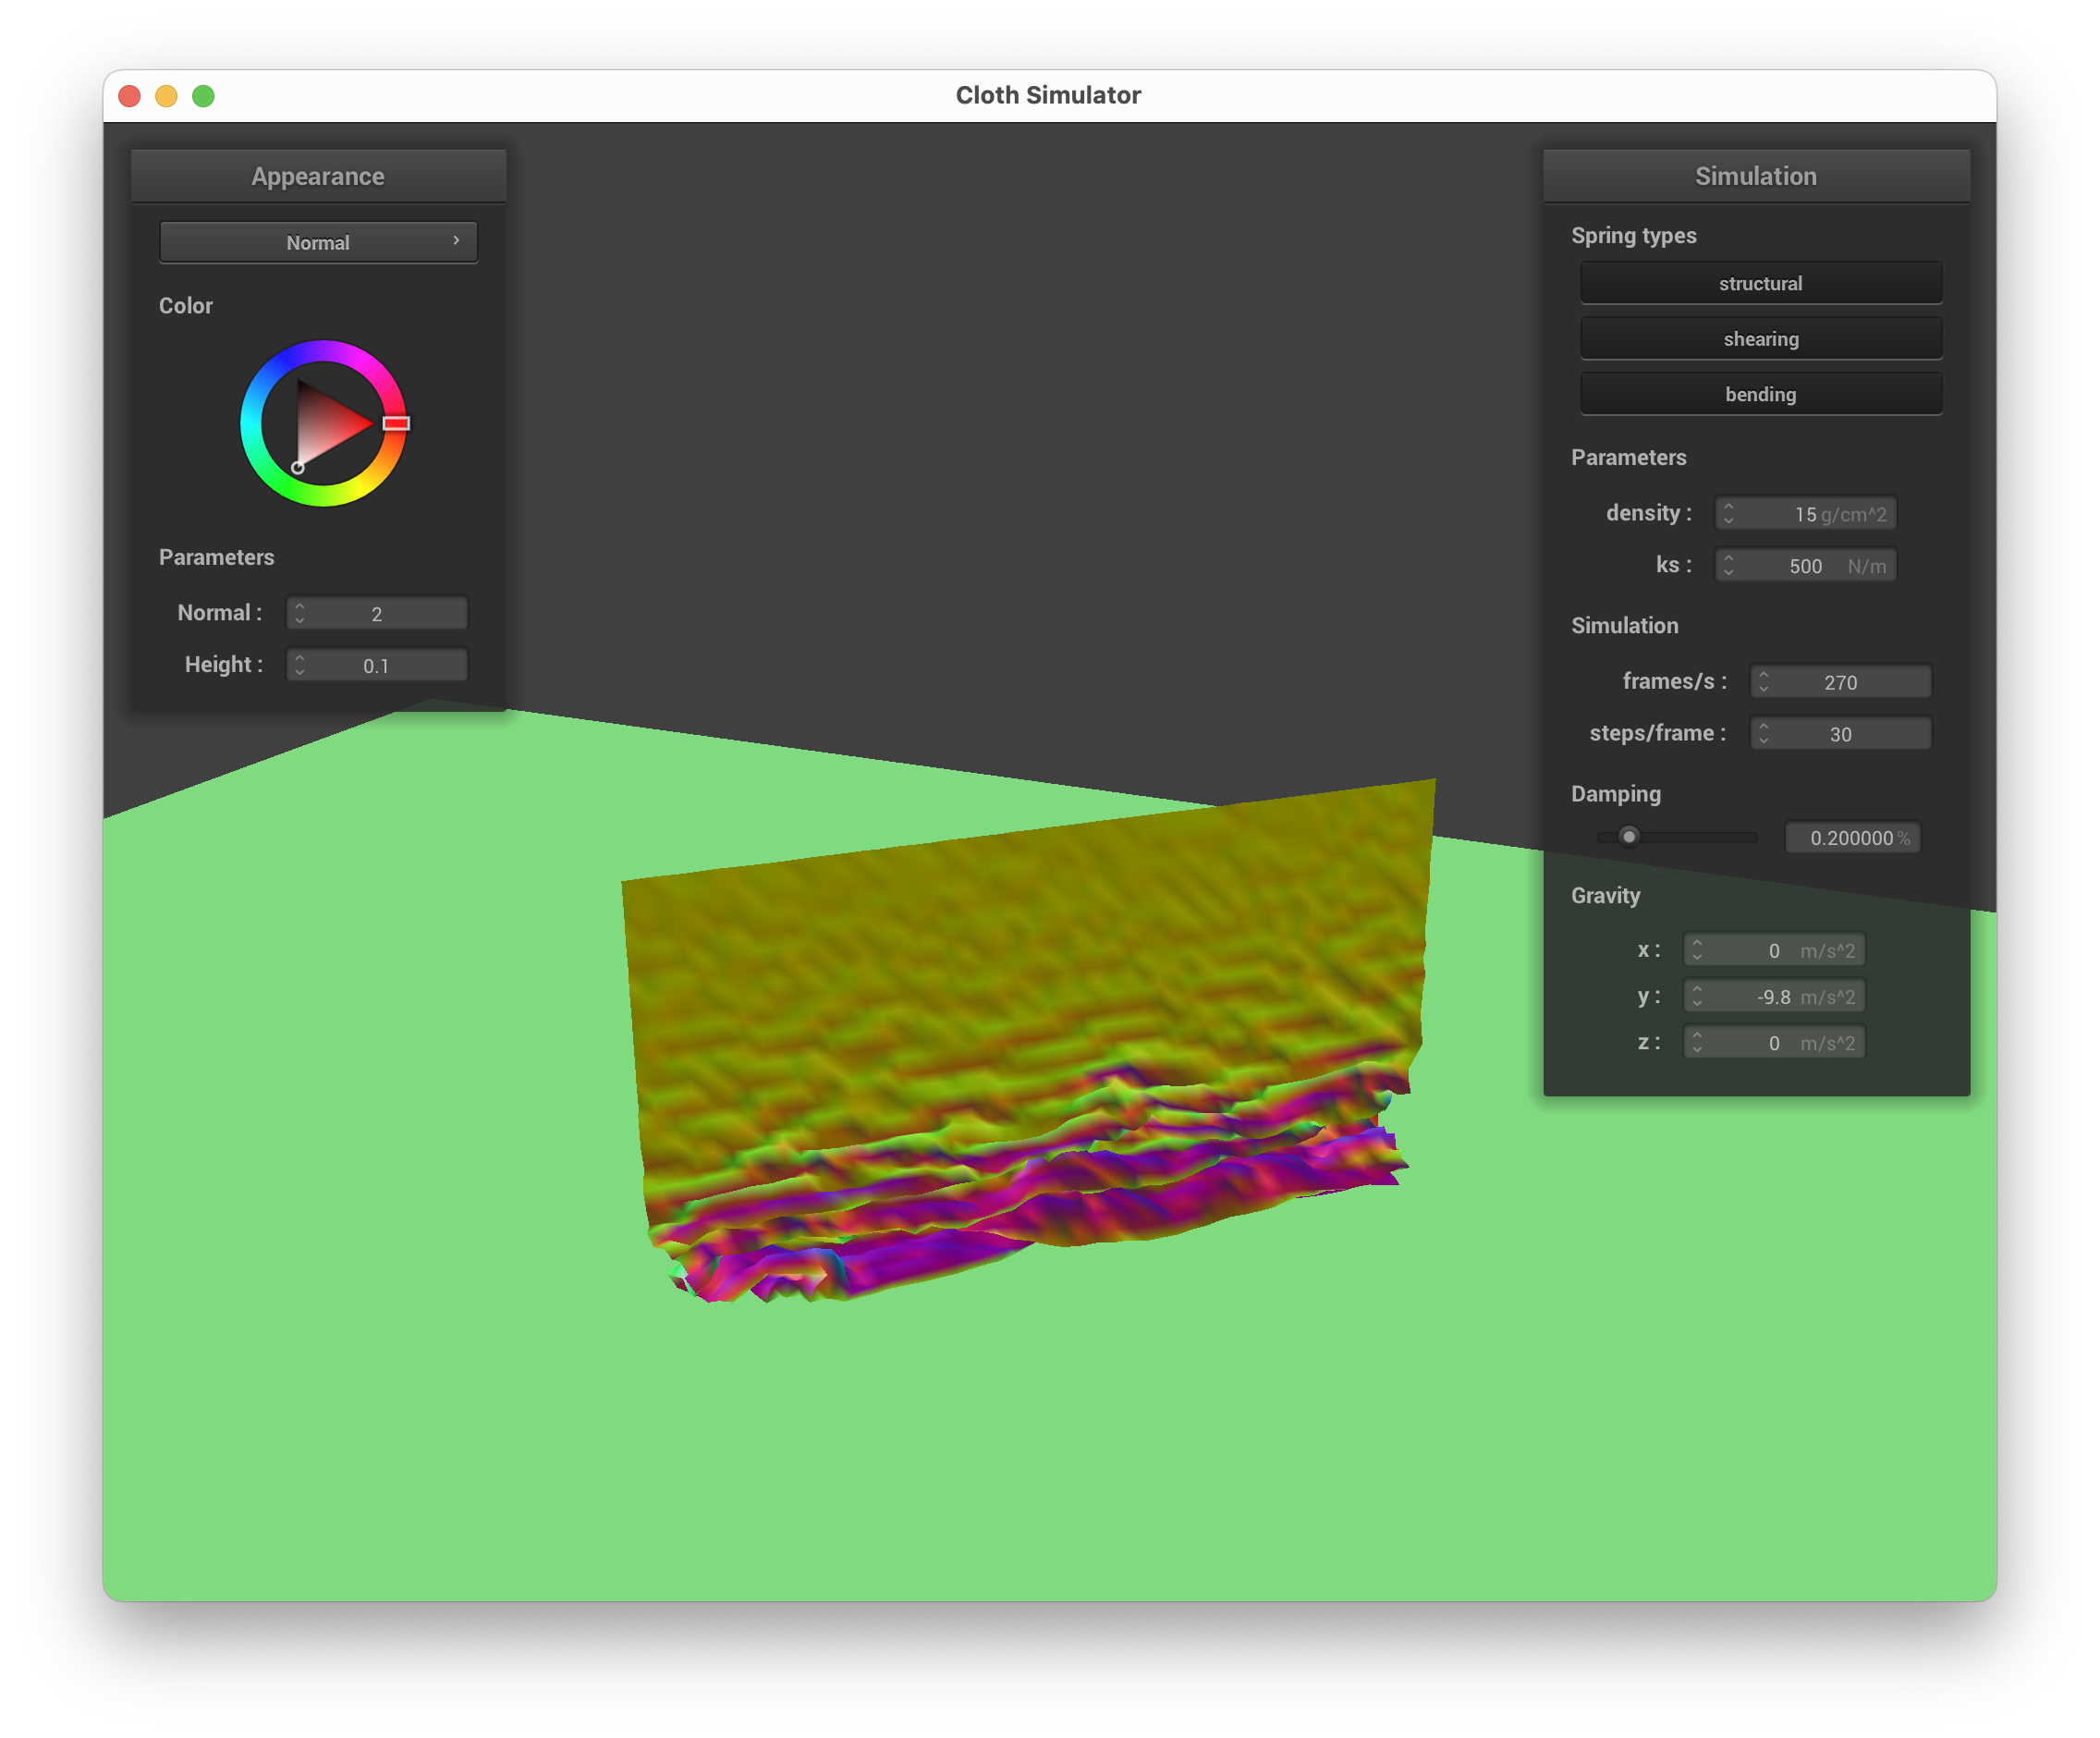 Cloth Simulator
Appearance
Normal
Color
Parameters
Normal : 2
Height : 0.1
Simulation
Spring types
structural
shearing
bending
Parameters
density : 15 g/cm^2
ks : 500 N/m
Simulation
frames/s : 270
steps/frame : 30
Damping
0.200000 %
Gravity
x : 0 m/s^2
y : -9.8 m/s^2
z : 0 m/s^2